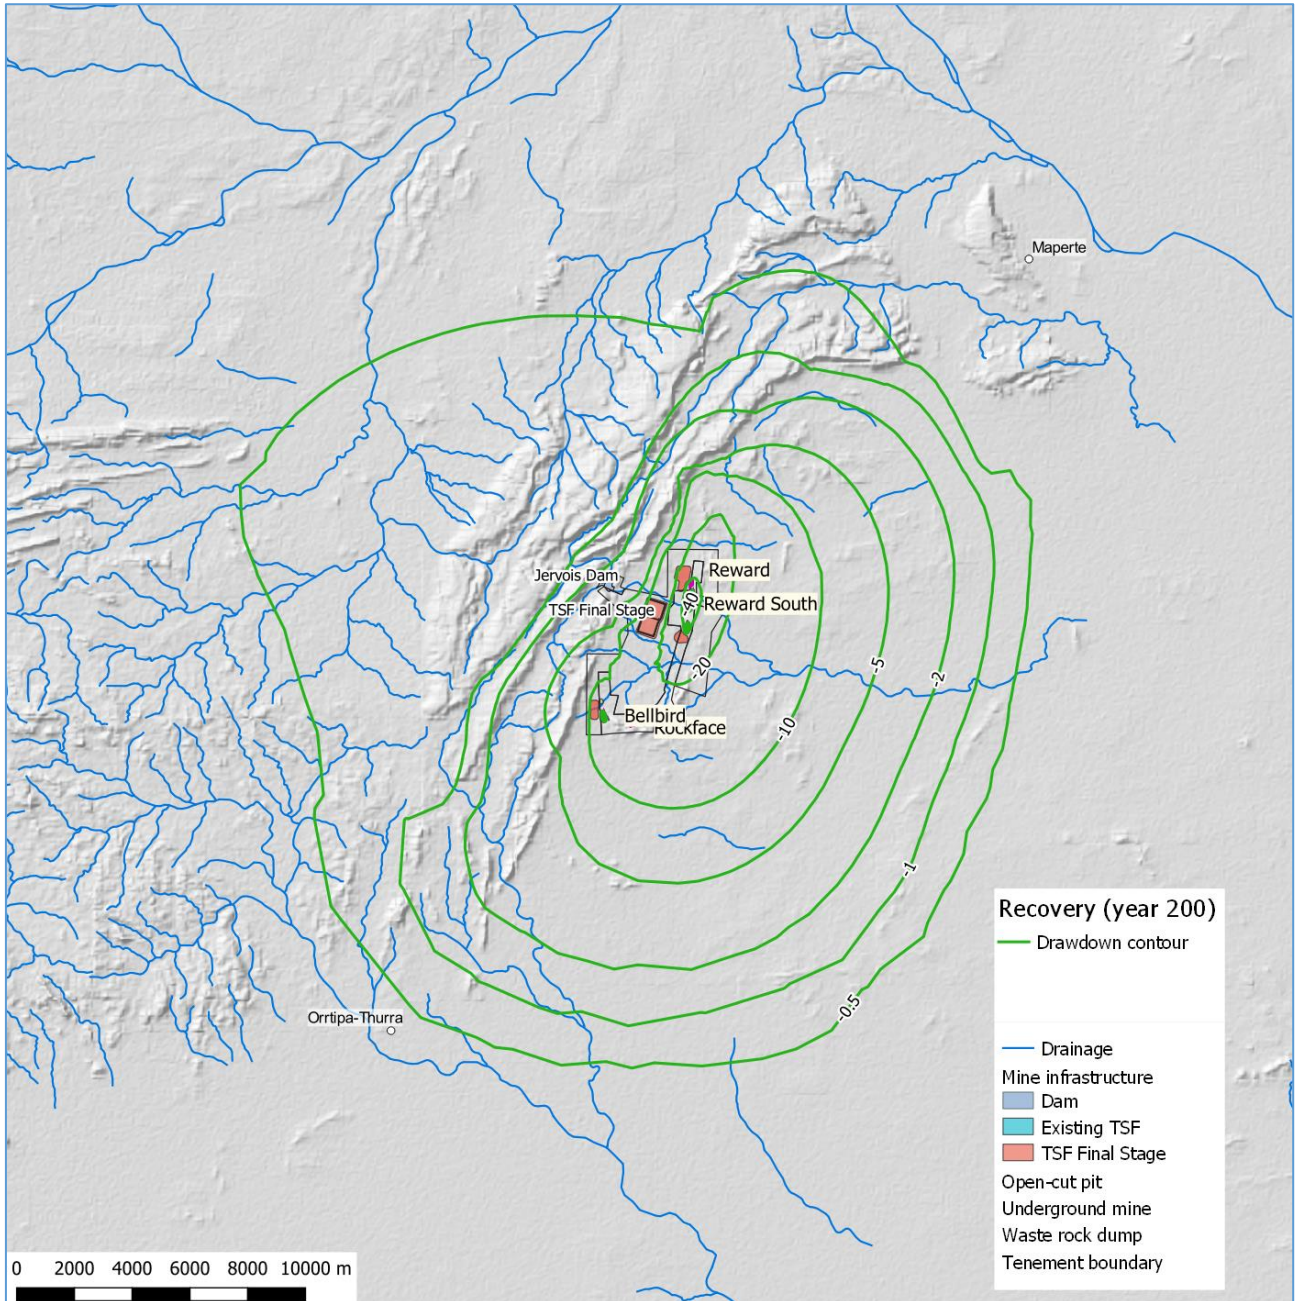 Maperte
Jervois Dam
Reward
TSF Final Stage
-40
Reward South
-20
-5
-2
Bellbird
Rockface
-10
-1
-0.5
Orrtipa-Thurra
Recovery (year 200)
Drawdown contour
Drainage
Mine infrastructure
Dam
Existing TSF
TSF Final Stage
Open-cut pit
Underground mine
Waste rock dump
Tenement boundary
0 2000 4000 6000 8000 10000 m